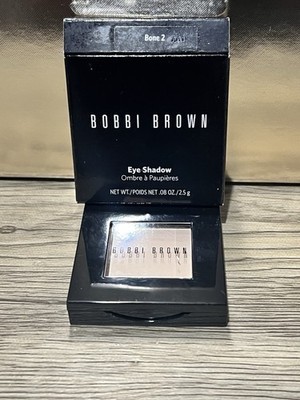 Bone 2
BOBBI BROWN
Eye Shadow
Ombre à Paupières
NET WT./POIDS NET .08 OZ./2.5 g
BOBBI BROWN